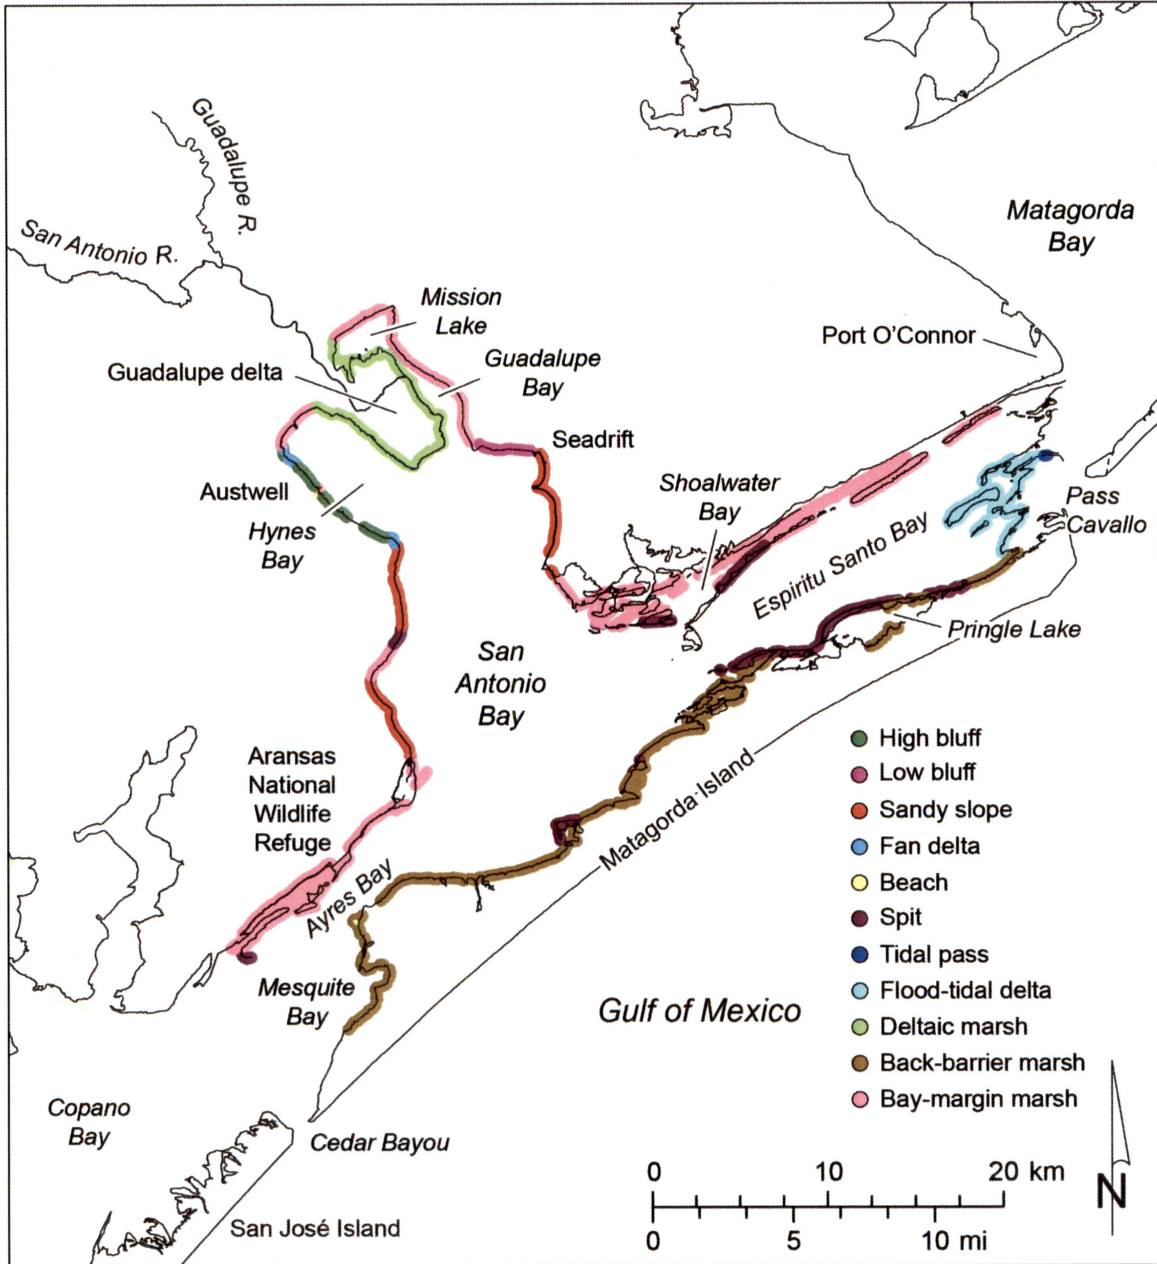 Guadalupe R.
San Antonio R.
Matagorda
Bay
Mission
Lake
Port O'Connor
Guadalupe delta
Guadalupe
Bay
Seadrift
Austwell
Hynes
Bay
Shoalwater
Bay
Pass
Cavallo
Espiritu Santo Bay
Pringle Lake
San
Antonio
Bay
Aransas
National
Wildlife
Refuge
Matagorda Island
Ayres Bay
Mesquite
Bay
Gulf of Mexico
High bluff
Low bluff
Sandy slope
Fan delta
Beach
Spit
Tidal pass
Flood-tidal delta
Deltaic marsh
Back-barrier marsh
Bay-margin marsh
Copano
Bay
Cedar Bayou
San José Island
0 10 20 km
0 5 10 mi
N